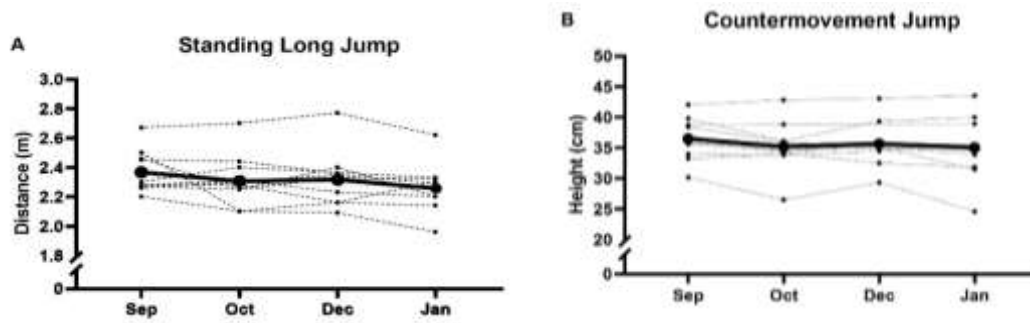 A
Standing Long Jump
Distance (m)
3.0
2.8
2.6
2.4
2.2
2.0
1.8
0
Sep Oct Dec Jan
B
Countermovement Jump
Height (cm)
50
45
40
35
30
25
20
0
Sep Oct Dec Jan